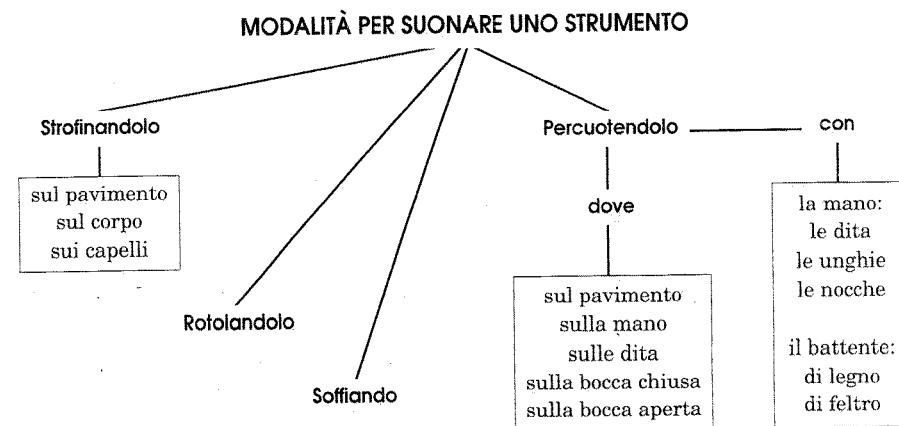 MODALITÀ PER SUONARE UNO STRUMENTO
Strofinandolo
sul pavimento
sul corpo
sui capelli
Rotolandolo
Soffiando
Percuotendolo
dove
sul pavimento
sulla mano
sulle dita
sulla bocca chiusa
sulla bocca aperta
con
la mano:
le dita
le unghie
le nocche
il battente:
di legno
di feltro